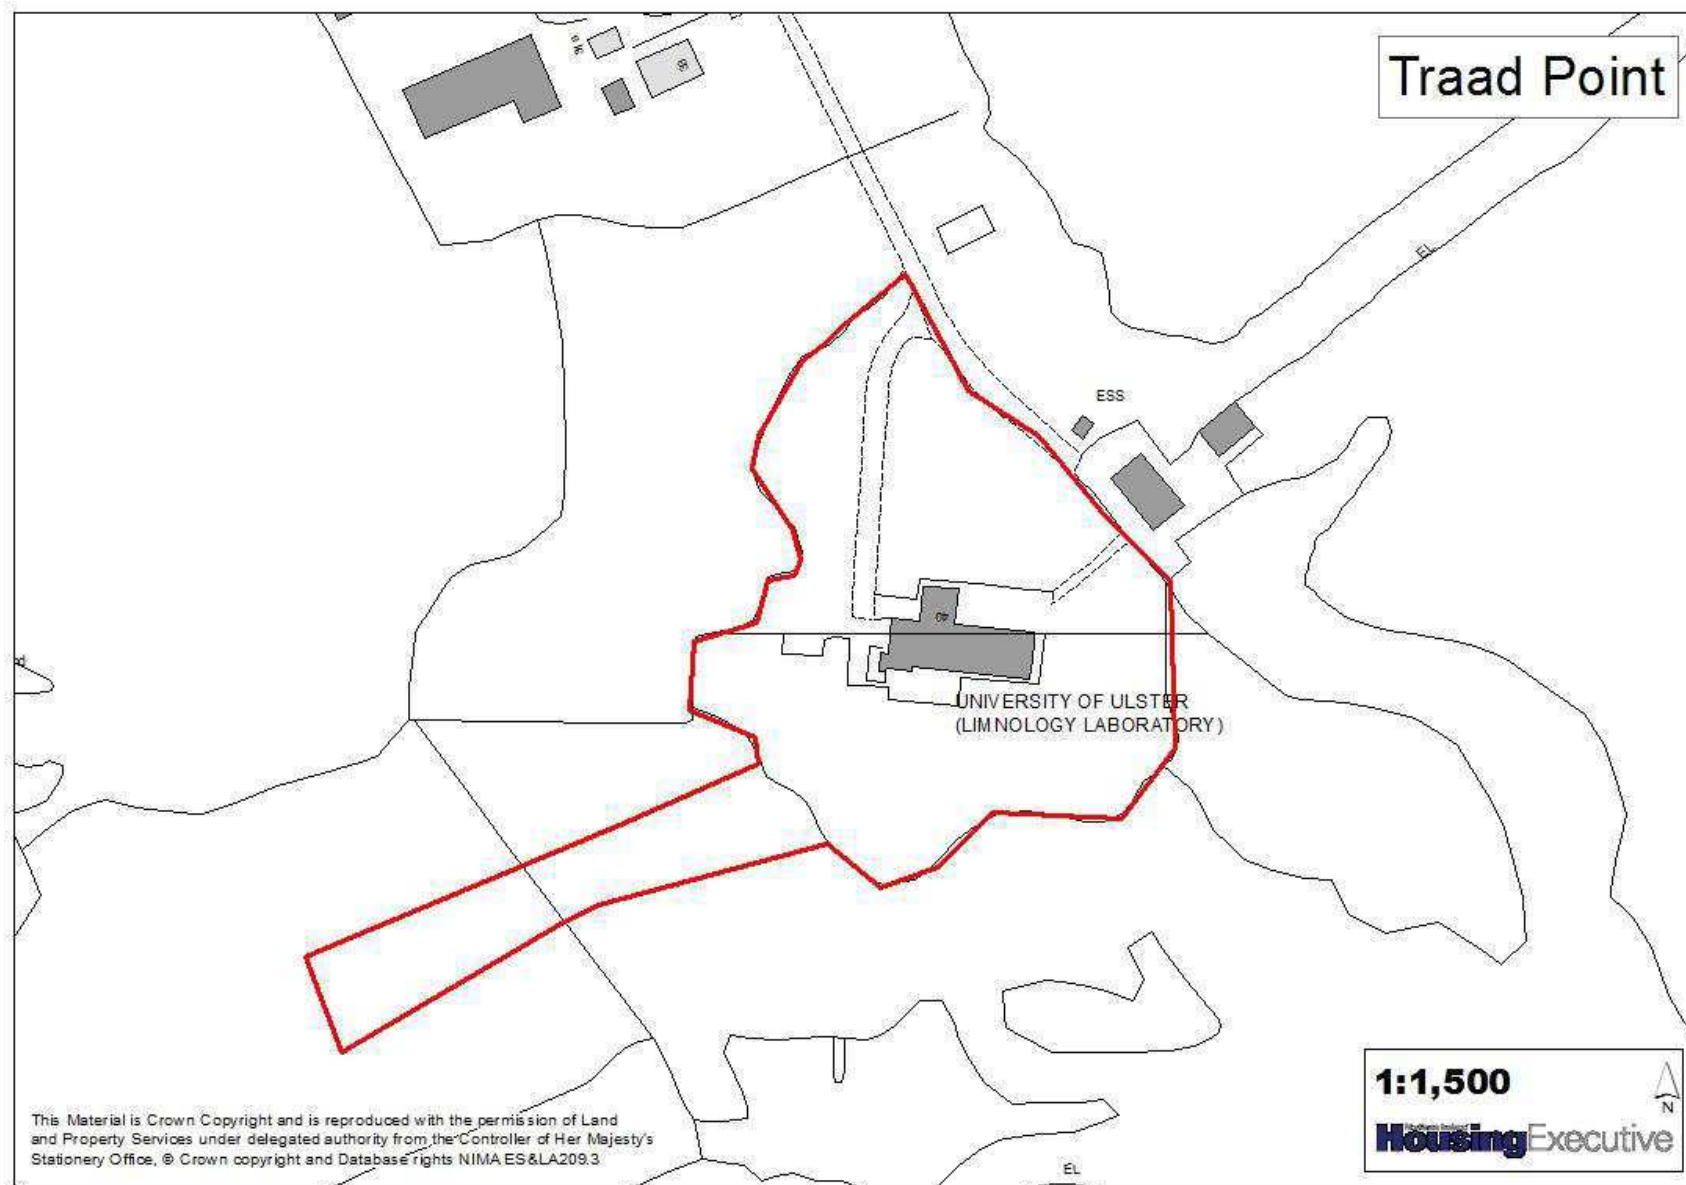 Traad Point
EL
ESS
UNIVERSITY OF ULSTER
(LIMNOLOGY LABORATORY)
1:1,500
N
Northern Ireland
HousingExecutive
This Material is Crown Copyright and is reproduced with the permission of Land
and Property Services under delegated authority from the Controller of Her Majesty's
Stationery Office, © Crown copyright and Database rights NIMA ES&LA209.3
EL